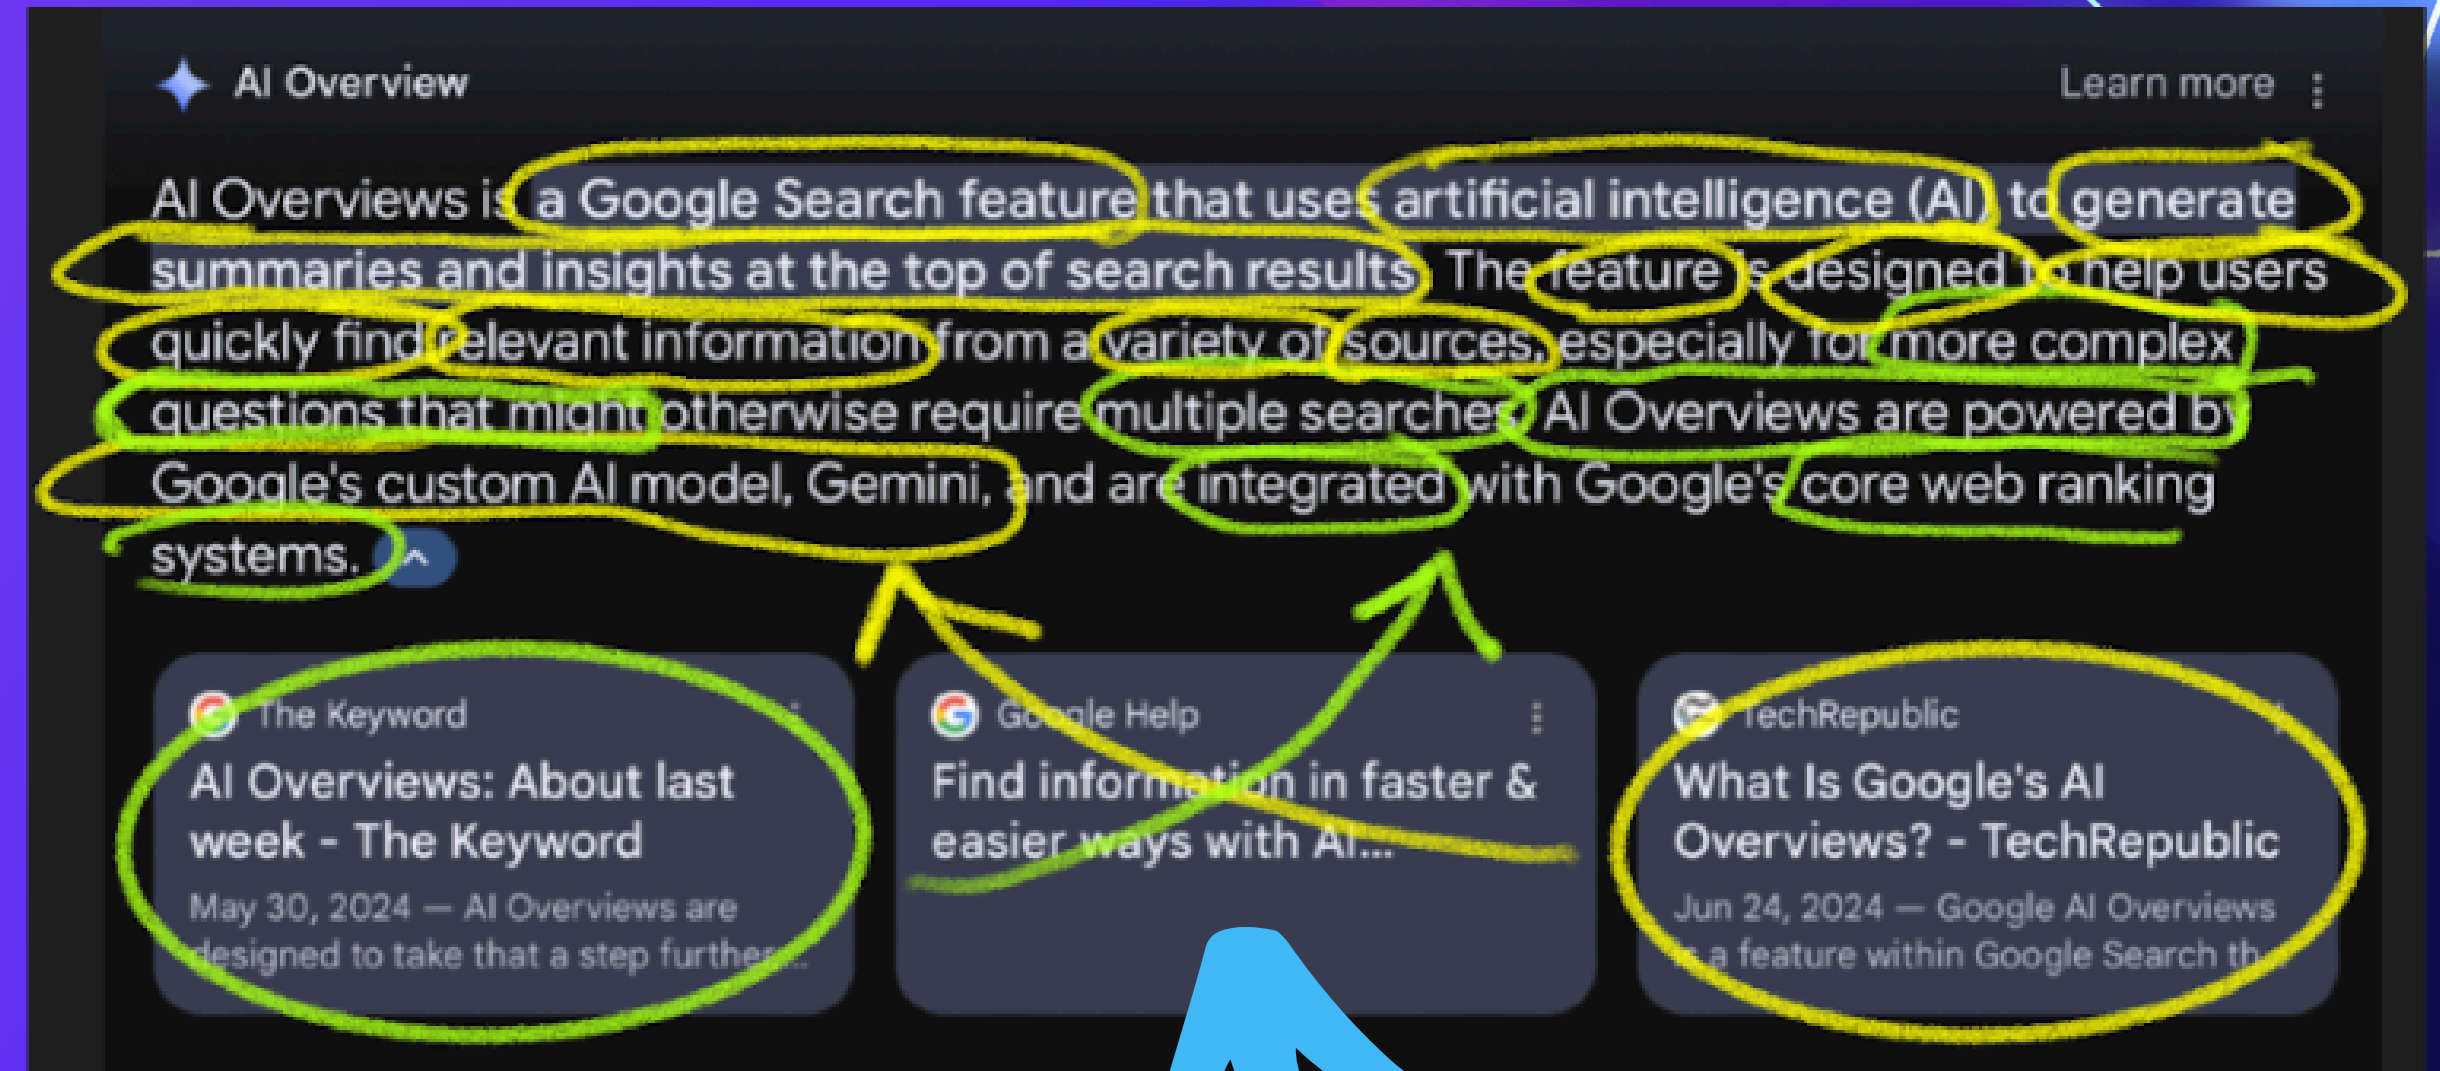 AI Overview
Learn more
AI Overviews is a Google Search feature that uses artificial intelligence (AI) to generate
summaries and insights at the top of search results. The feature is designed to help users
quickly find relevant information from a variety of sources, especially for more complex
questions that might otherwise require multiple searches. AI Overviews are powered by
Google's custom AI model, Gemini, and are integrated with Google's core web ranking
systems.
The Keyword
AI Overviews: About last
week - The Keyword
May 30, 2024 — AI Overviews are
designed to take that a step further...
Google Help
Find information in faster &
easier ways with AI...
TechRepublic
What Is Google's AI
Overviews? - TechRepublic
Jun 24, 2024 — Google AI Overviews
is a feature within Google Search th...